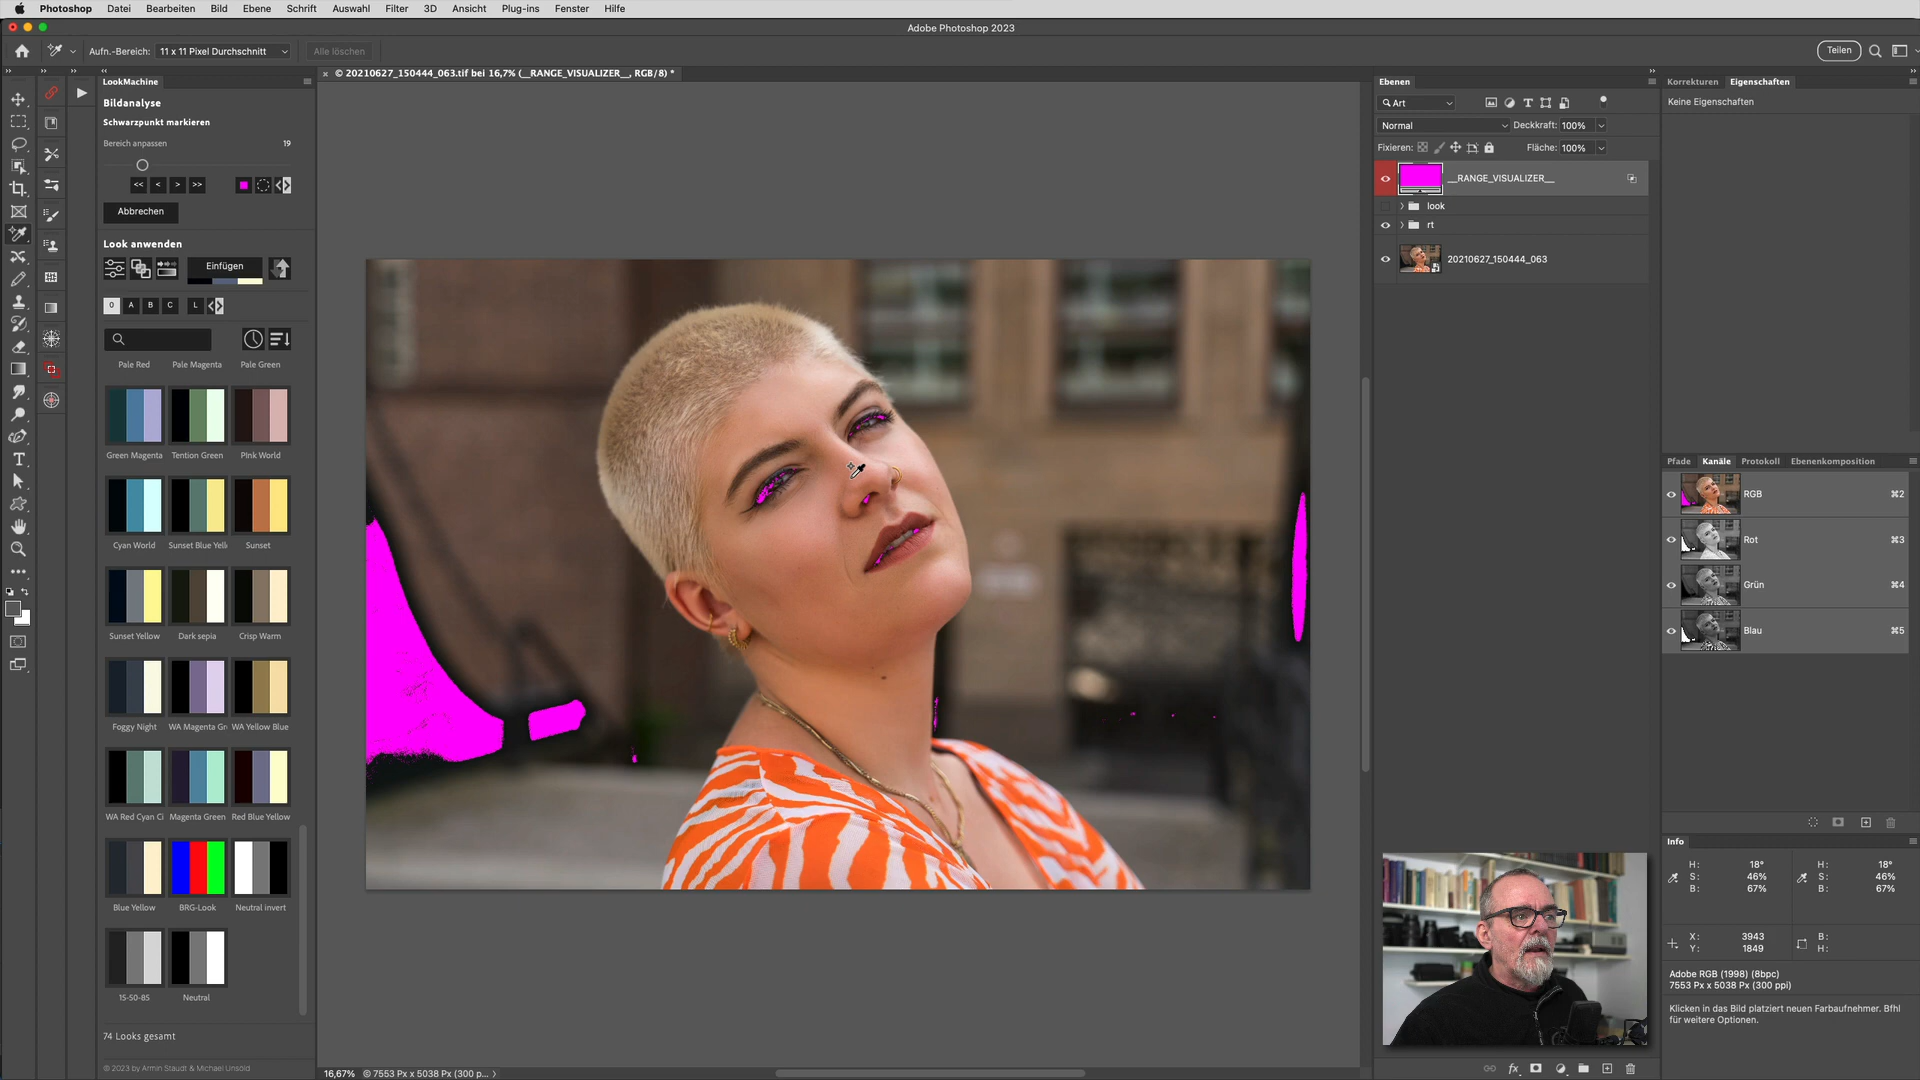 Photoshop Datei Bearbeiten Bild Ebene Schrift Auswahl Filter 3D Ansicht Plug-ins Fenster Hilfe
Adobe Photoshop 2023
Aufn.-Bereich: 11 x 11 Pixel Durchschnitt Alle löschen Teilen
© 20210627_150444_063.tif bei 16,7% (__RANGE_VISUALIZER__, RGB/8) *
LookMachine
Bildanalyse
Schwarzpunkt markieren
Bereich anpassen 19
<< < > >>
Abbrechen
Look anwenden
Einfügen
0 A B C L
Pale Red Pale Magenta Pale Green
Green Magenta Tention Green Pink World
Cyan World Sunset Blue Yell Sunset
Sunset Yellow Dark sepia Crisp Warm
Foggy Night WA Magenta Gr WA Yellow Blue
WA Red Cyan Ci Magenta Green Red Blue Yellow
Blue Yellow BRG-Look Neutral invert
15-50-85 Neutral
74 Looks gesamt
© 2023 by Armin Staudt & Michael Unsöld
16,67% © 7553 Px x 5038 Px (300 p... >
Ebenen
Art
Normal Deckkraft: 100%
Fixieren: Fläche: 100%
__RANGE_VISUALIZER__
look
rt
20210627_150444_063
fx
Korrekturen Eigenschaften
Keine Eigenschaften
Pfade Kanäle Protokoll Ebenenkomposition
RGB ⌘2
Rot ⌘3
Grün ⌘4
Blau ⌘5
Info
H: 18° H: 18°
S: 46% S: 46%
B: 67% B: 67%
X: 3943 B:
Y: 1849 H:
Adobe RGB (1998) (8bpc)
7553 Px x 5038 Px (300 ppi)
Klicken in das Bild platziert neuen Farbaufnehmer. Bfhl
für weitere Optionen.